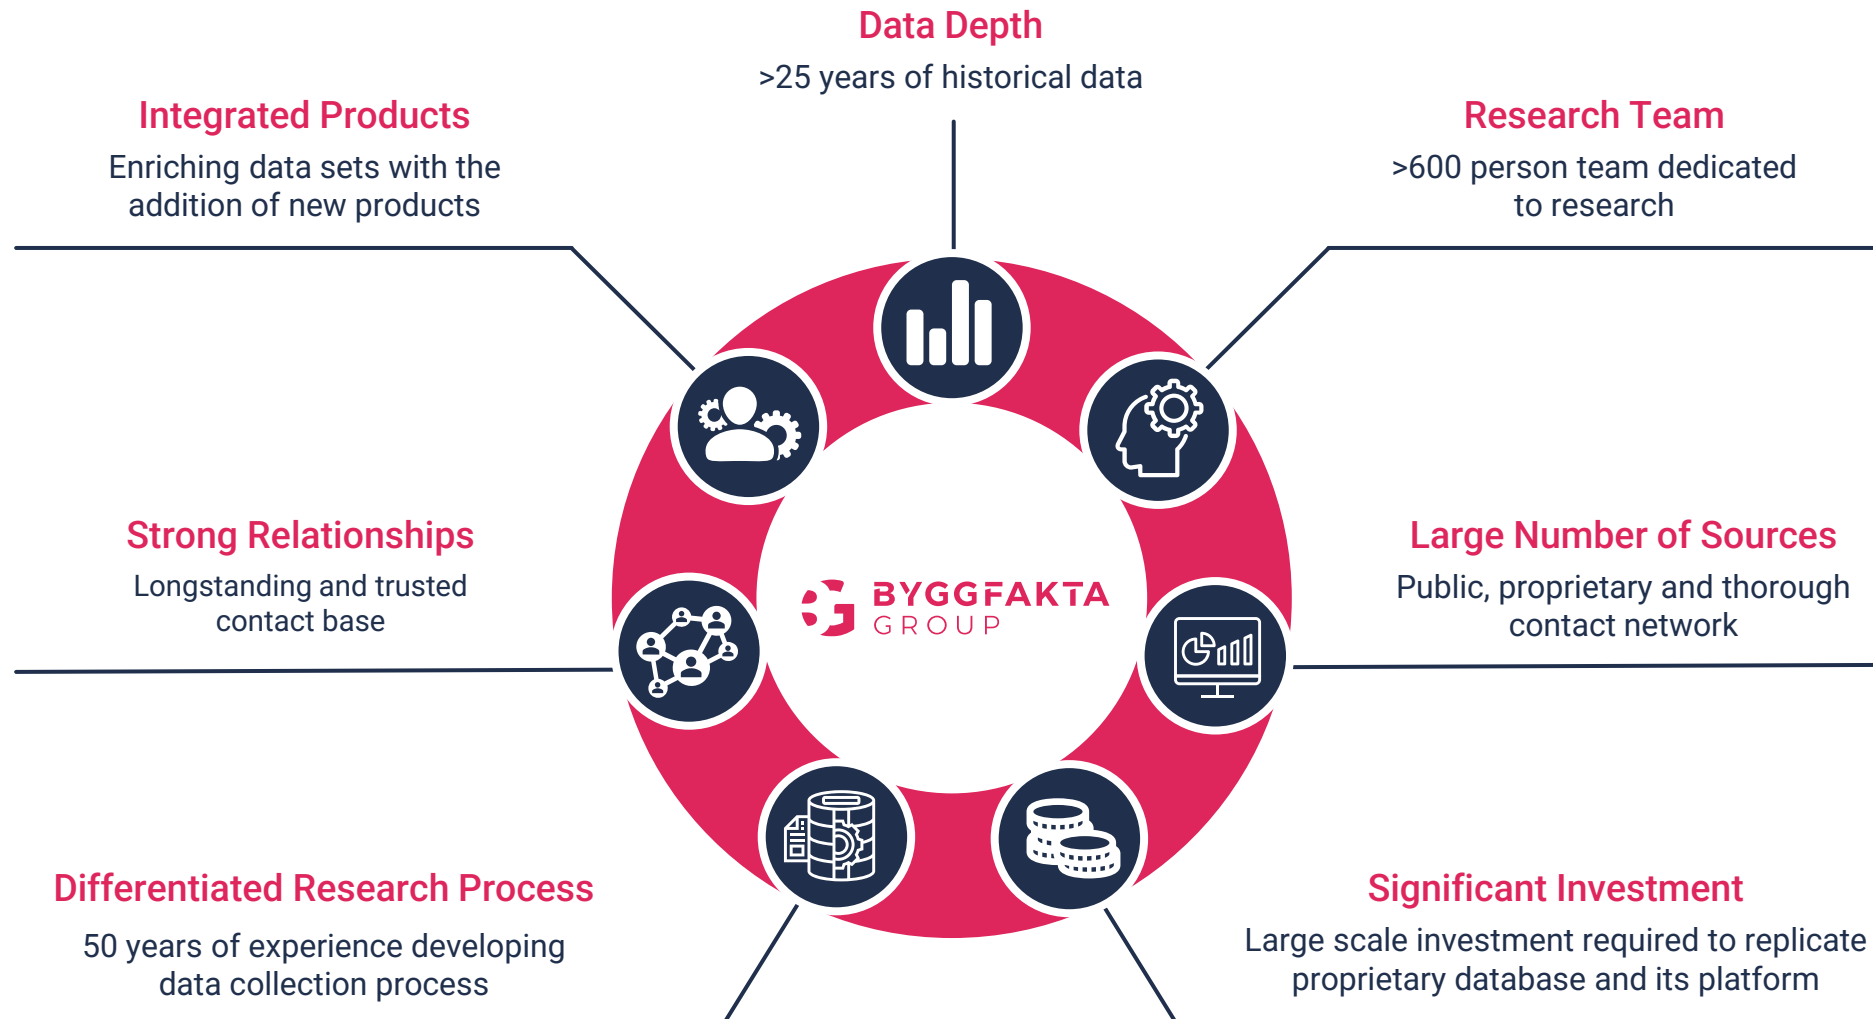 Data Depth
>25 years of historical data
Integrated Products
Enriching data sets with the
addition of new products
Research Team
>600 person team dedicated
to research
Strong Relationships
Longstanding and trusted
contact base
BYGGFAKTA
GROUP
Large Number of Sources
Public, proprietary and thorough
contact network
Differentiated Research Process
50 years of experience developing
data collection process
Significant Investment
Large scale investment required to replicate
proprietary database and its platform